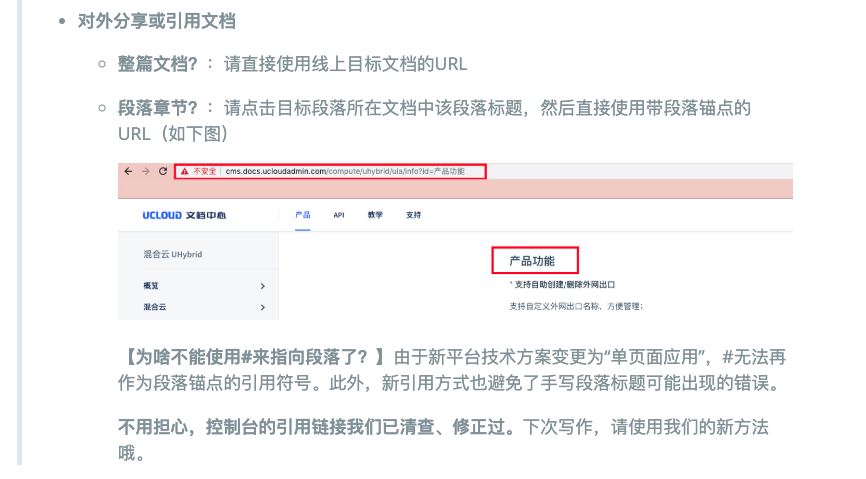 对外分享或引用文档
整篇文档？：请直接使用线上目标文档的URL
段落章节？：请点击目标段落所在文档中该段落标题，然后直接使用带段落锚点的
URL（如下图）
不安全 | cms.docs.ucloudadmin.com/compute/uhybrid/uia/info?id=产品功能
UCLOUD 文档中心 产品 API 教学 支持
混合云 UHybrid
产品功能
概览
* 支持自助创建/删除外网出口
混合云
支持自定义外网出口名称、方便管理；
【为啥不能使用#来指向段落了？】由于新平台技术方案变更为“单页面应用”，#无法再
作为段落锚点的引用符号。此外，新引用方式也避免了手写段落标题可能出现的错误。
不用担心，控制台的引用链接我们已清查、修正过。下次写作，请使用我们的新方法
哦。